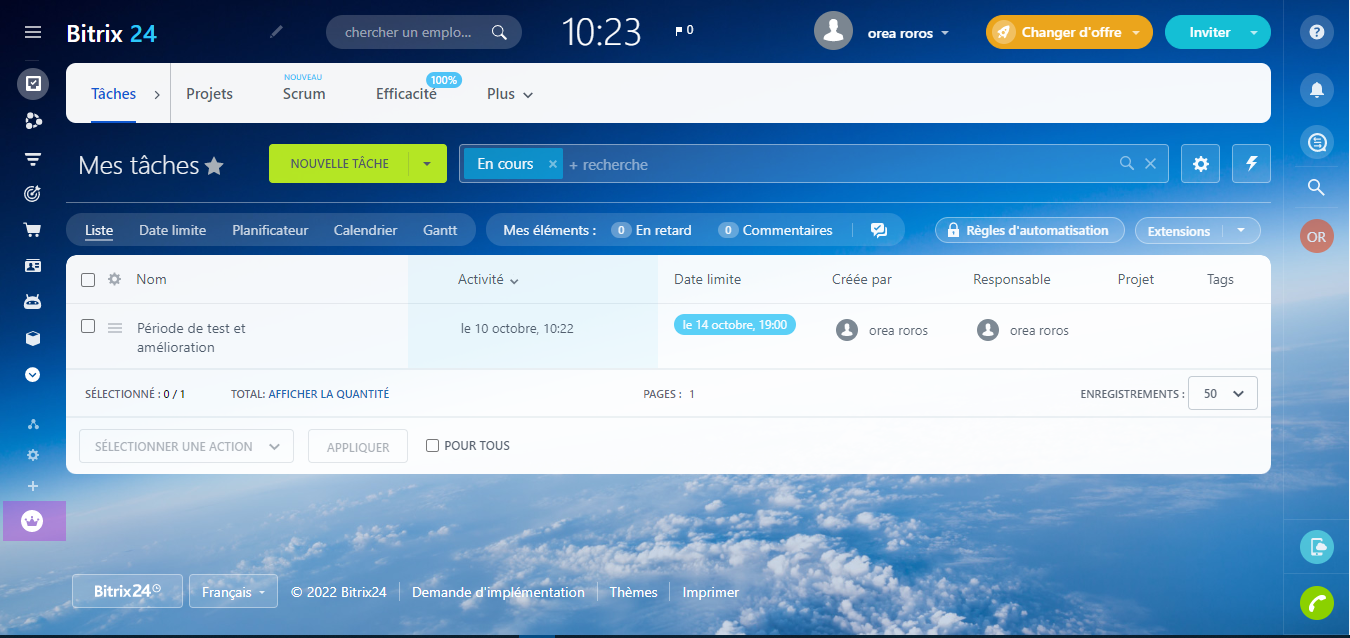 Bitrix 24
chercher un emplo...
10:23
0
orea roros
Changer d'offre
Inviter
Tâches
Projets
NOUVEAU
Scrum
100%
Efficacité
Plus
Mes tâches
NOUVELLE TÂCHE
En cours ×
+ recherche
Liste
Date limite
Planificateur
Calendrier
Gantt
Mes éléments :
0 En retard
0 Commentaires
Règles d'automatisation
Extensions
OR
Nom
Activité
Date limite
Créée par
Responsable
Projet
Tags
Période de test et
amélioration
le 10 octobre, 10:22
le 14 octobre, 19:00
orea roros
orea roros
SÉLECTIONNÉ : 0 / 1
TOTAL: AFFICHER LA QUANTITÉ
PAGES : 1
ENREGISTREMENTS :
50
SÉLECTIONNER UNE ACTION
APPLIQUER
POUR TOUS
Bitrix24
Français
© 2022 Bitrix24
Demande d'implémentation
Thèmes
Imprimer